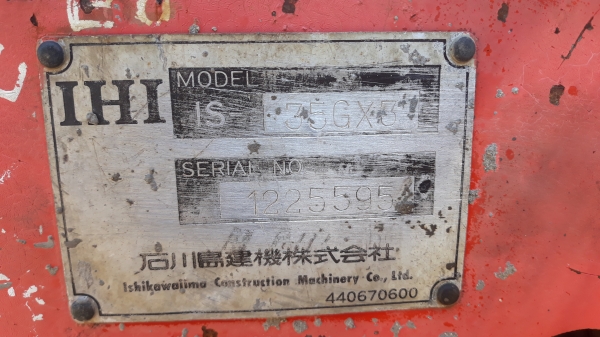 IHI
MODEL
IS- 35GX3
SERIAL NO.
1225595
石川島建機株式会社
Ishikawajima Construction Machinery Co., Ltd.
440670600